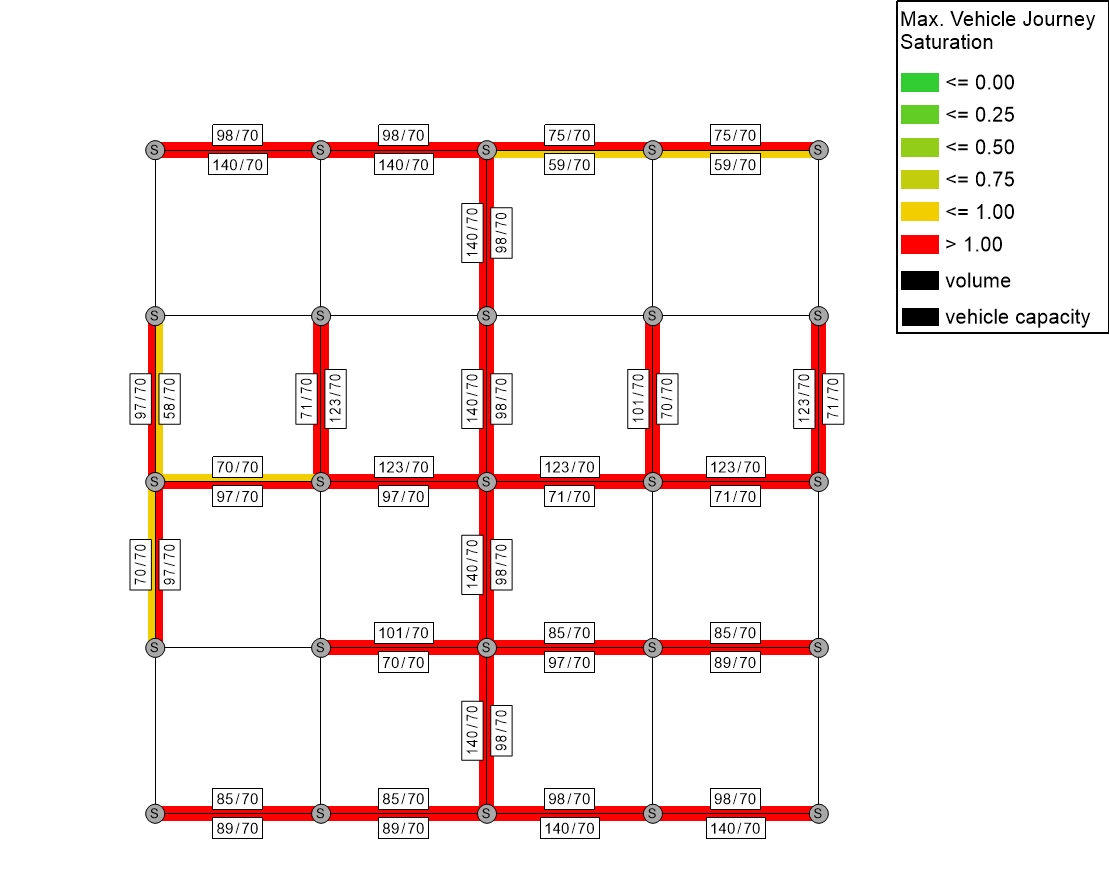 Max. Vehicle Journey
Saturation
<= 0.00
<= 0.25
<= 0.50
<= 0.75
<= 1.00
> 1.00
volume
vehicle capacity
98/70 98/70 75/70 75/70
S S S S S
140/70 140/70 59/70 59/70
140/70 98/70
S S S S S
97/70 58/70 71/70 123/70 140/70 98/70 101/70 70/70 123/70 71/70
70/70 123/70 123/70 123/70
S S S S S
97/70 97/70 71/70 71/70
70/70 97/70 140/70 98/70
101/70 85/70 85/70
S S S S S
70/70 97/70 89/70
140/70 98/70
85/70 85/70 98/70 98/70
S S S S S
89/70 89/70 140/70 140/70